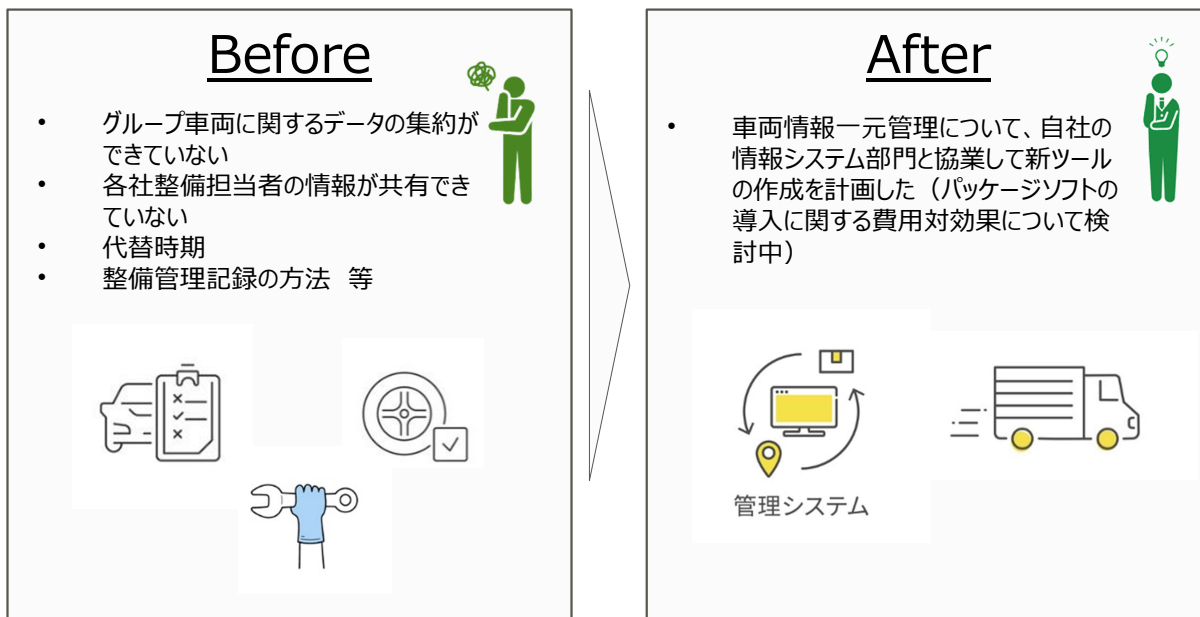 Before
• グループ車両に関するデータの集約が
できていない
• 各社整備担当者の情報が共有でき
ていない
• 代替時期
• 整備管理記録の方法 等
After
• 車両情報一元管理について、自社の
情報システム部門と協業して新ツール
の作成を計画した（パッケージソフトの
導入に関する費用対効果について検
討中）
管理システム